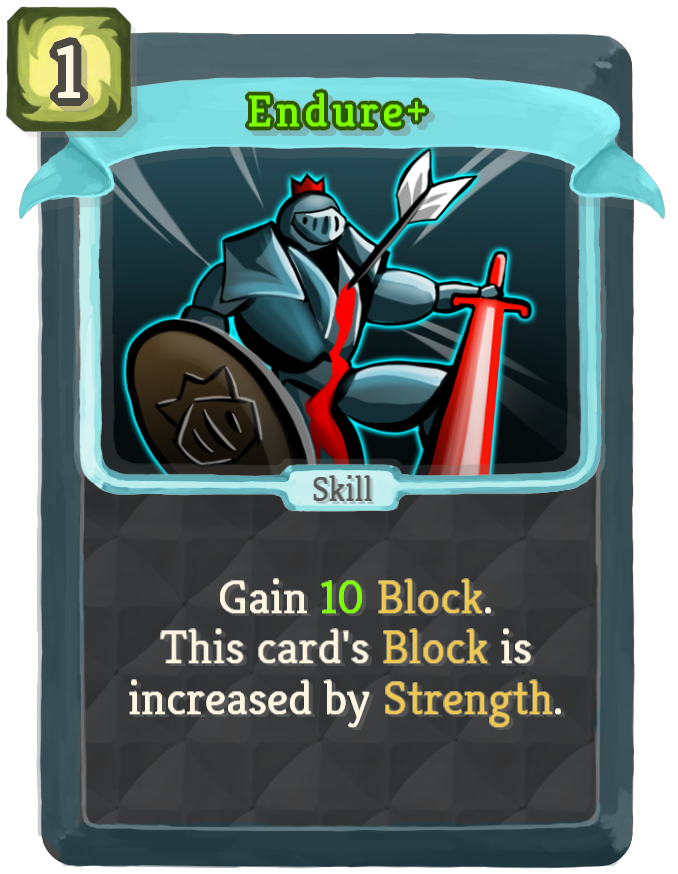 1
Endure+
Skill
Gain 10 Block.
This card's Block is
increased by Strength.